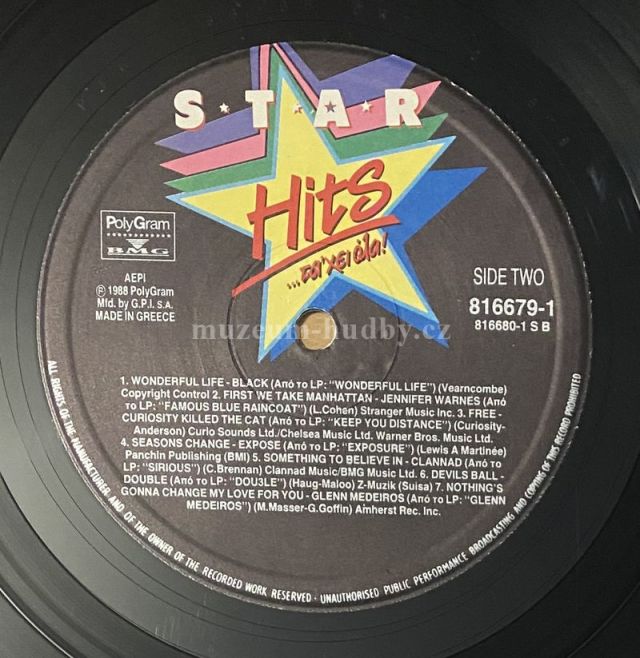 S·T·A·R
Hits
...τα'χει όλα!
PolyGram
BMG
AEPI
℗ 1988 PolyGram
Mfd. by G.P.I. S.A.
MADE IN GREECE
SIDE TWO
816679-1
816680-1 S B
muzeum-hudby.cz
1. WONDERFUL LIFE - BLACK (Από το LP: "WONDERFUL LIFE") (Vearncombe)
Copyright Control 2. FIRST WE TAKE MANHATTAN - JENNIFER WARNES (Από
το LP: "FAMOUS BLUE RAINCOAT") (L.Cohen) Stranger Music Inc. 3. FREE -
CURIOSITY KILLED THE CAT (Από το LP: "KEEP YOU DISTANCE") (Curiosity-
Anderson) Curio Sounds Ltd./Chelsea Music Ltd. Warner Bros. Music Ltd.
4. SEASONS CHANGE - EXPOSE (Από το LP: "EXPOSURE") (Lewis A Martinée)
Panchin Publishing (BMI) 5. SOMETHING TO BELIEVE IN - CLANNAD (Από το
LP: "SIRIOUS") (C.Brennan) Clannad Music/BMG Music Ltd. 6. DEVILS BALL -
DOUBLE (Από το LP: "DOU3LE") (Haug-Maloo) Z-Muzik (Suisa) 7. NOTHING'S
GONNA CHANGE MY LOVE FOR YOU - GLENN MEDEIROS (Από το LP: "GLENN
MEDEIROS") (M.Masser-G.Goffin) Amherst Rec. Inc.
ALL RIGHTS OF THE MANUFACTURER AND OF THE OWNER OF THE RECORDED WORK RESERVED - UNAUTHORISED PUBLIC PERFORMANCE BROADCASTING AND COPYING OF THIS RECORD PROHIBITED